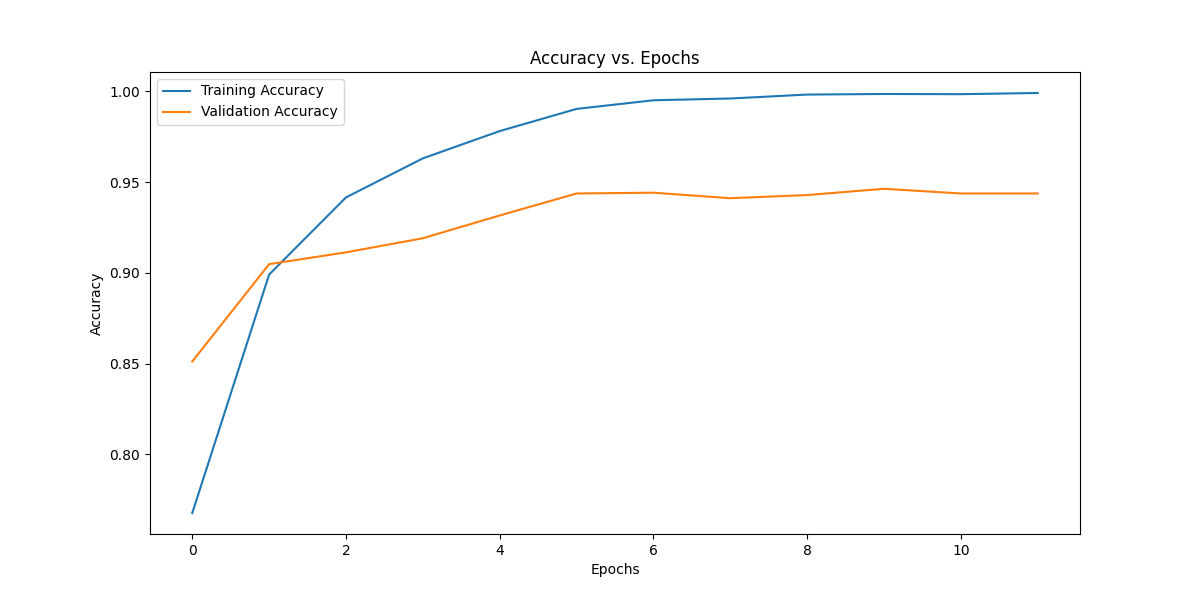 Accuracy vs. Epochs
Training Accuracy
Validation Accuracy
1.00
0.95
0.90
0.85
0.80
Accuracy
0 2 4 6 8 10
Epochs